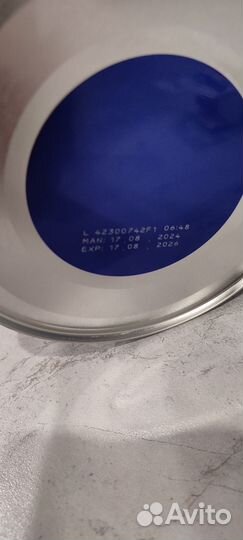 L 42300742F1 06:48
MAN: 17 . 08 . 2024
EXP: 17 . 08 . 2026
Avito